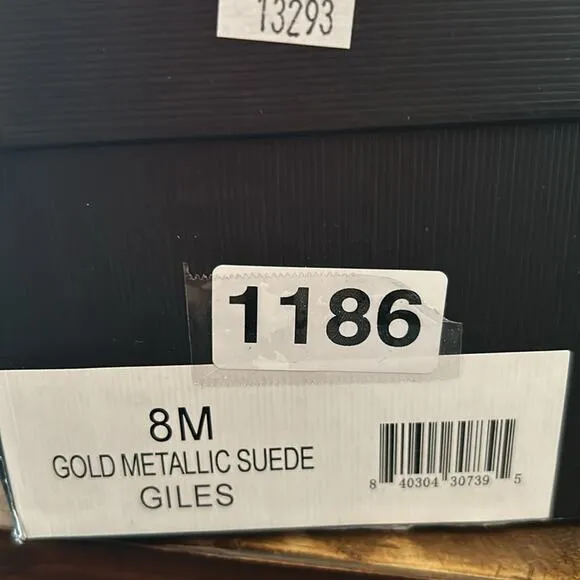 13293
1186
8M
GOLD METALLIC SUEDE
GILES
8 40304 30739 5